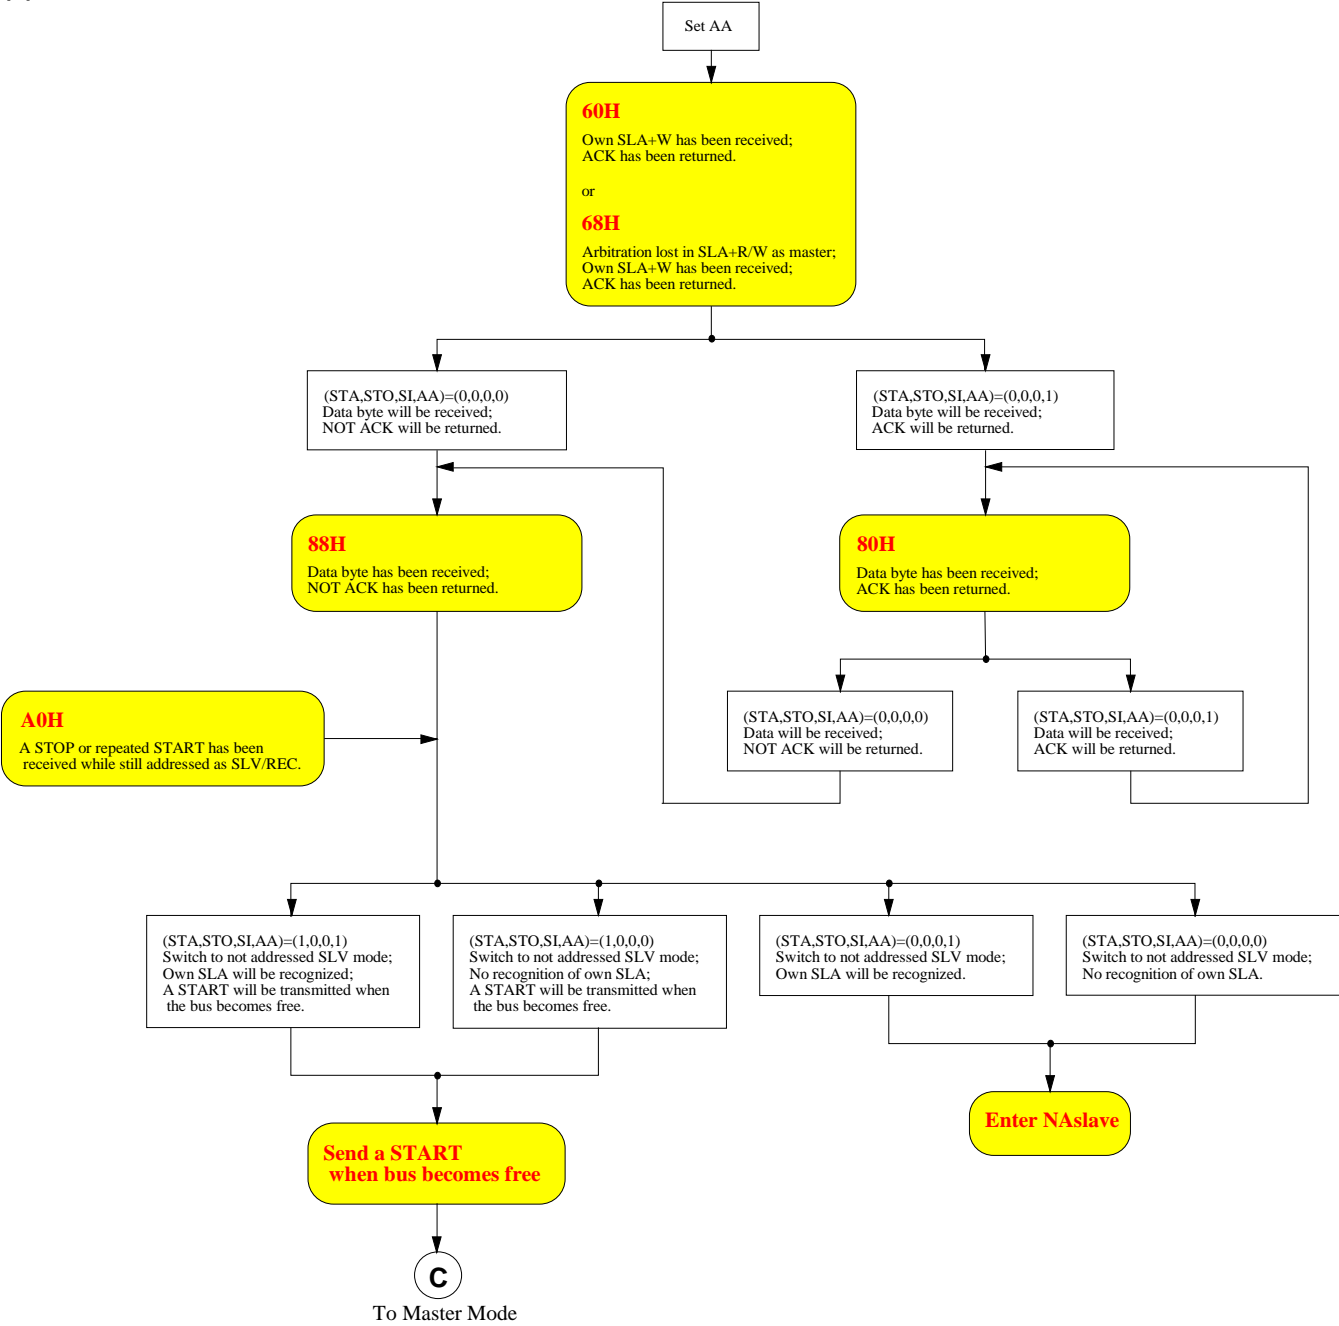 Set AA
60H
Own SLA+W has been received;
ACK has been returned.
or
68H
Arbitration lost in SLA+R/W as master;
Own SLA+W has been received;
ACK has been returned.
(STA,STO,SI,AA)=(0,0,0,0)
Data byte will be received;
NOT ACK will be returned.
(STA,STO,SI,AA)=(0,0,0,1)
Data byte will be received;
ACK will be returned.
88H
Data byte has been received;
NOT ACK has been returned.
80H
Data byte has been received;
ACK has been returned.
A0H
A STOP or repeated START has been
received while still addressed as SLV/REC.
(STA,STO,SI,AA)=(0,0,0,0)
Data will be received;
NOT ACK will be returned.
(STA,STO,SI,AA)=(0,0,0,1)
Data will be received;
ACK will be returned.
(STA,STO,SI,AA)=(1,0,0,1)
Switch to not addressed SLV mode;
Own SLA will be recognized;
A START will be transmitted when
the bus becomes free.
(STA,STO,SI,AA)=(1,0,0,0)
Switch to not addressed SLV mode;
No recognition of own SLA;
A START will be transmitted when
the bus becomes free.
(STA,STO,SI,AA)=(0,0,0,1)
Switch to not addressed SLV mode;
Own SLA will be recognized.
(STA,STO,SI,AA)=(0,0,0,0)
Switch to not addressed SLV mode;
No recognition of own SLA.
Send a START
when bus becomes free
Enter NAslave
C
To Master Mode